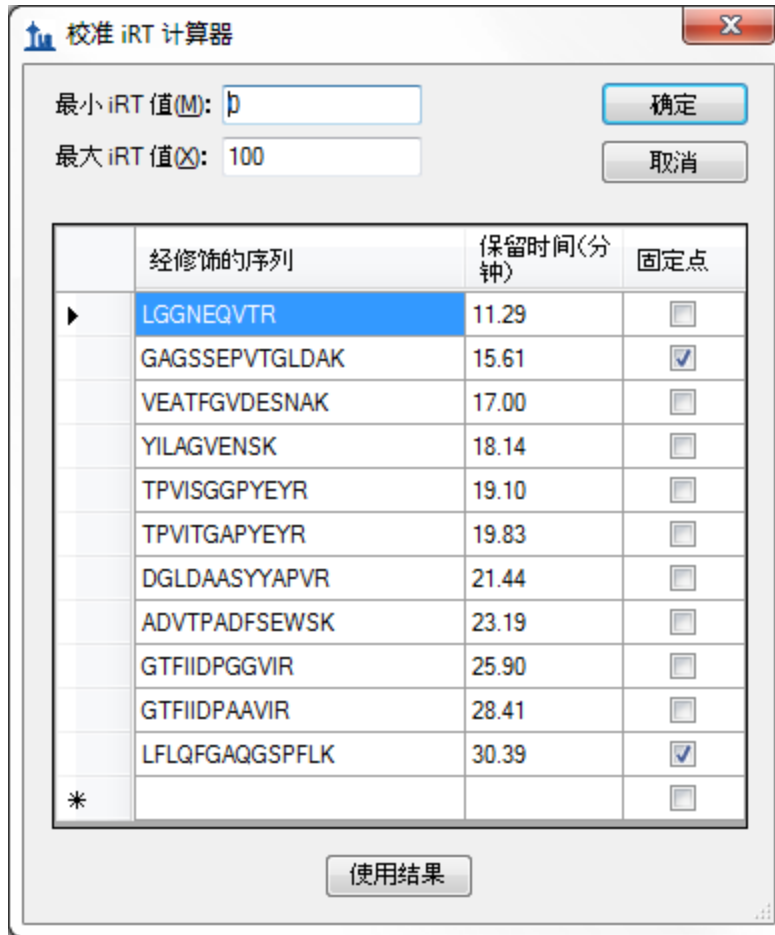 校准 iRT 计算器
最小 iRT 值(M): 0
确定
最大 iRT 值(X): 100
取消
经修饰的序列 保留时间(分钟) 固定点
LGGNEQVTR 11.29
GAGSSEPVTGLDAK 15.61
VEATFGVDESNAK 17.00
YILAGVENSK 18.14
TPVISGGPYEYR 19.10
TPVITGAPYEYR 19.83
DGLDAASYYAPVR 21.44
ADVTPADFSEWSK 23.19
GTFIIDPGGVIR 25.90
GTFIIDPAAVIR 28.41
LFLQFGAQGSPFLK 30.39
使用结果